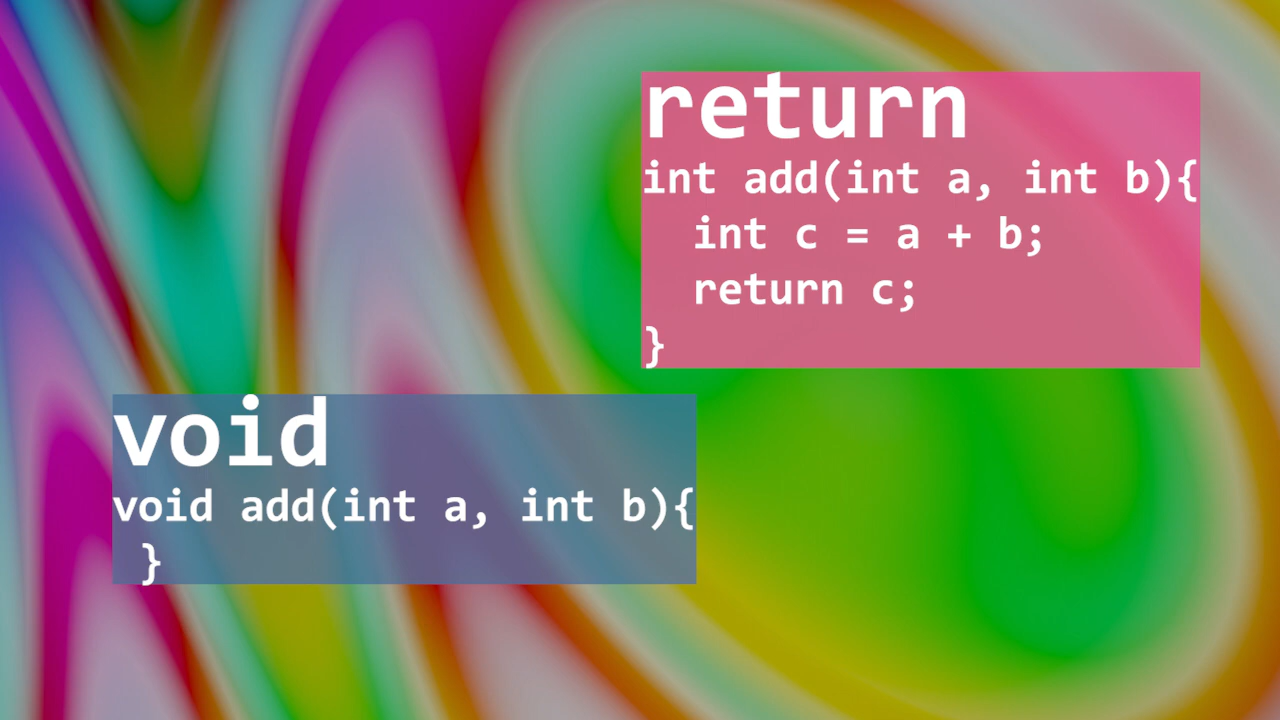 return
int add(int a, int b){
  int c = a + b;
  return c;
}
void
void add(int a, int b){
 }